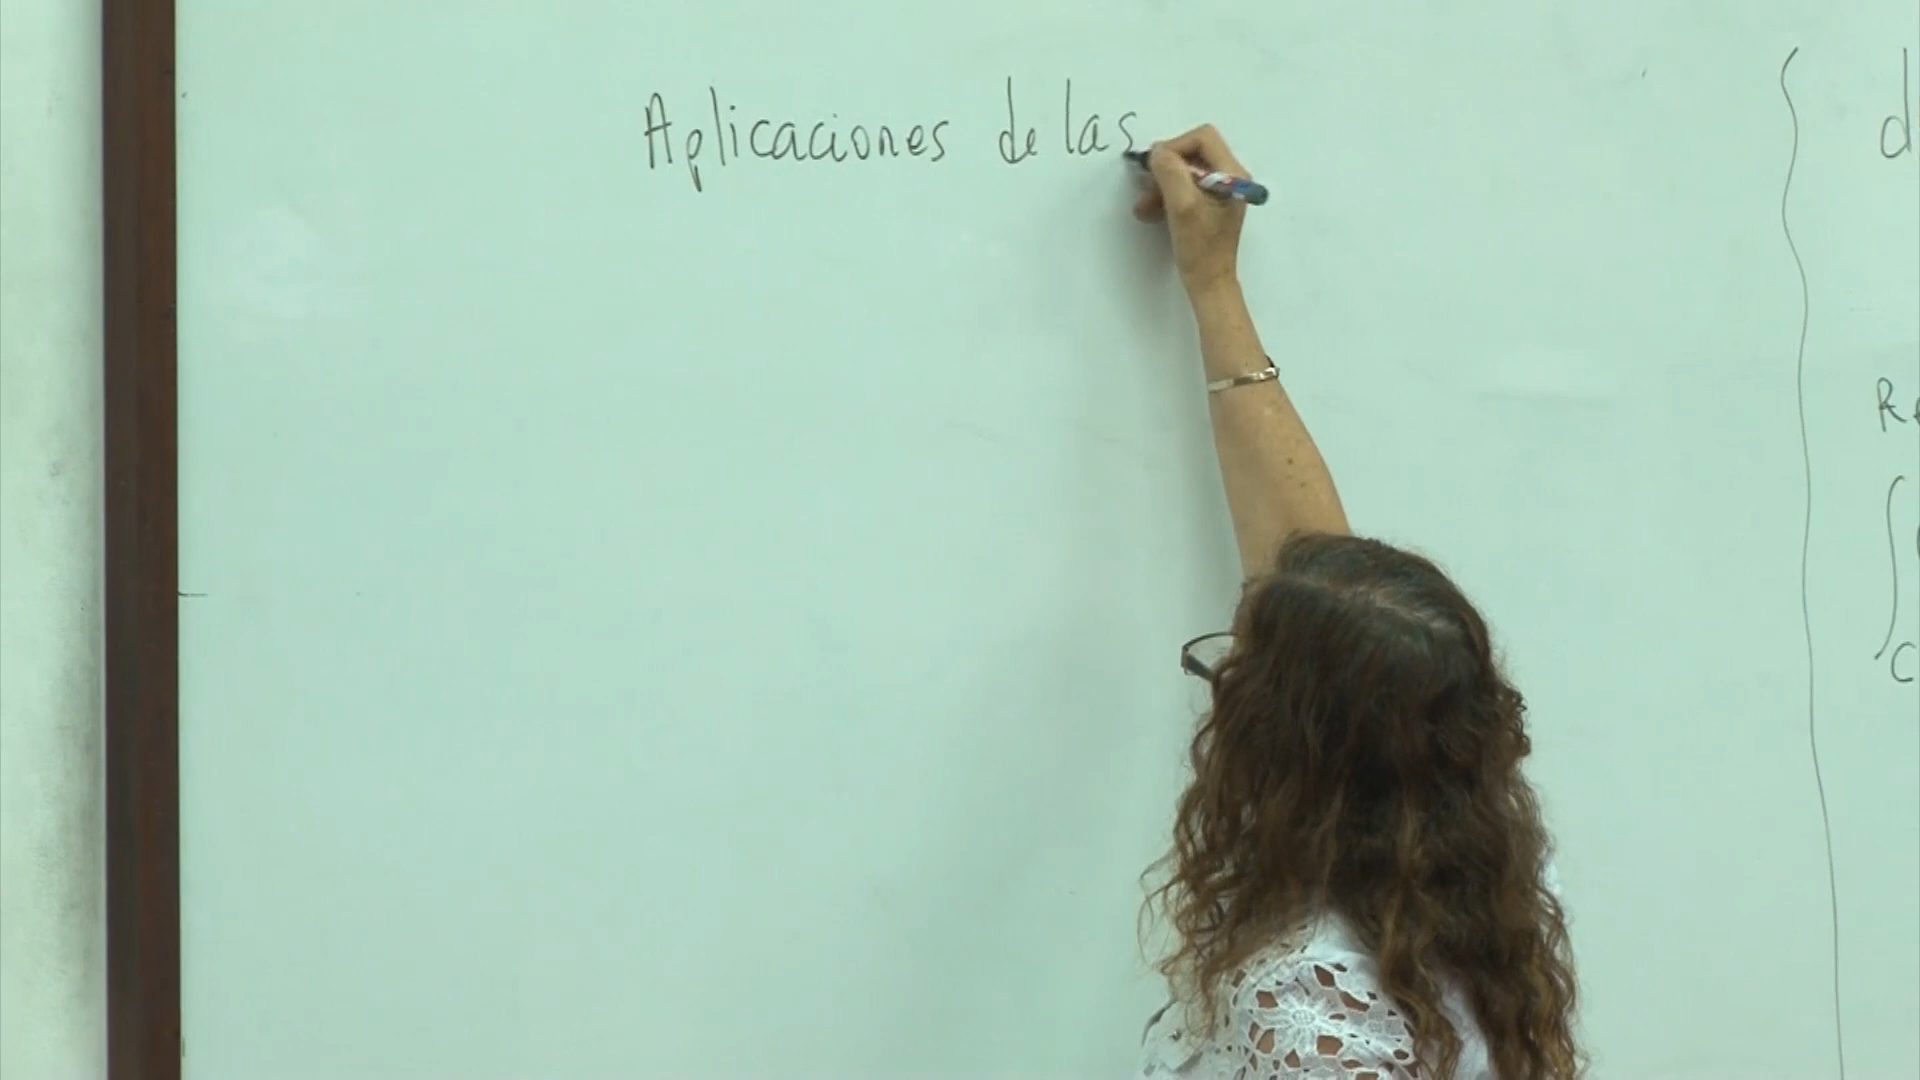 Aplicaciones de las
d
R
∫
C